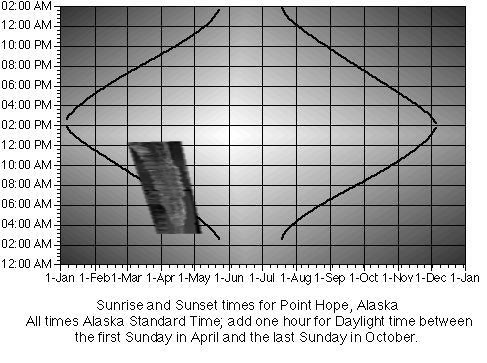 02:00 AM
12:00 AM
10:00 PM
08:00 PM
06:00 PM
04:00 PM
02:00 PM
12:00 PM
10:00 AM
08:00 AM
06:00 AM
04:00 AM
02:00 AM
12:00 AM
1-Jan 1-Feb 1-Mar 1-Apr 1-May 1-Jun 1-Jul 1-Aug 1-Sep 1-Oct 1-Nov 1-Dec 1-Jan
Sunrise and Sunset times for Point Hope, Alaska
All times Alaska Standard Time; add one hour for Daylight time between
the first Sunday in April and the last Sunday in October.